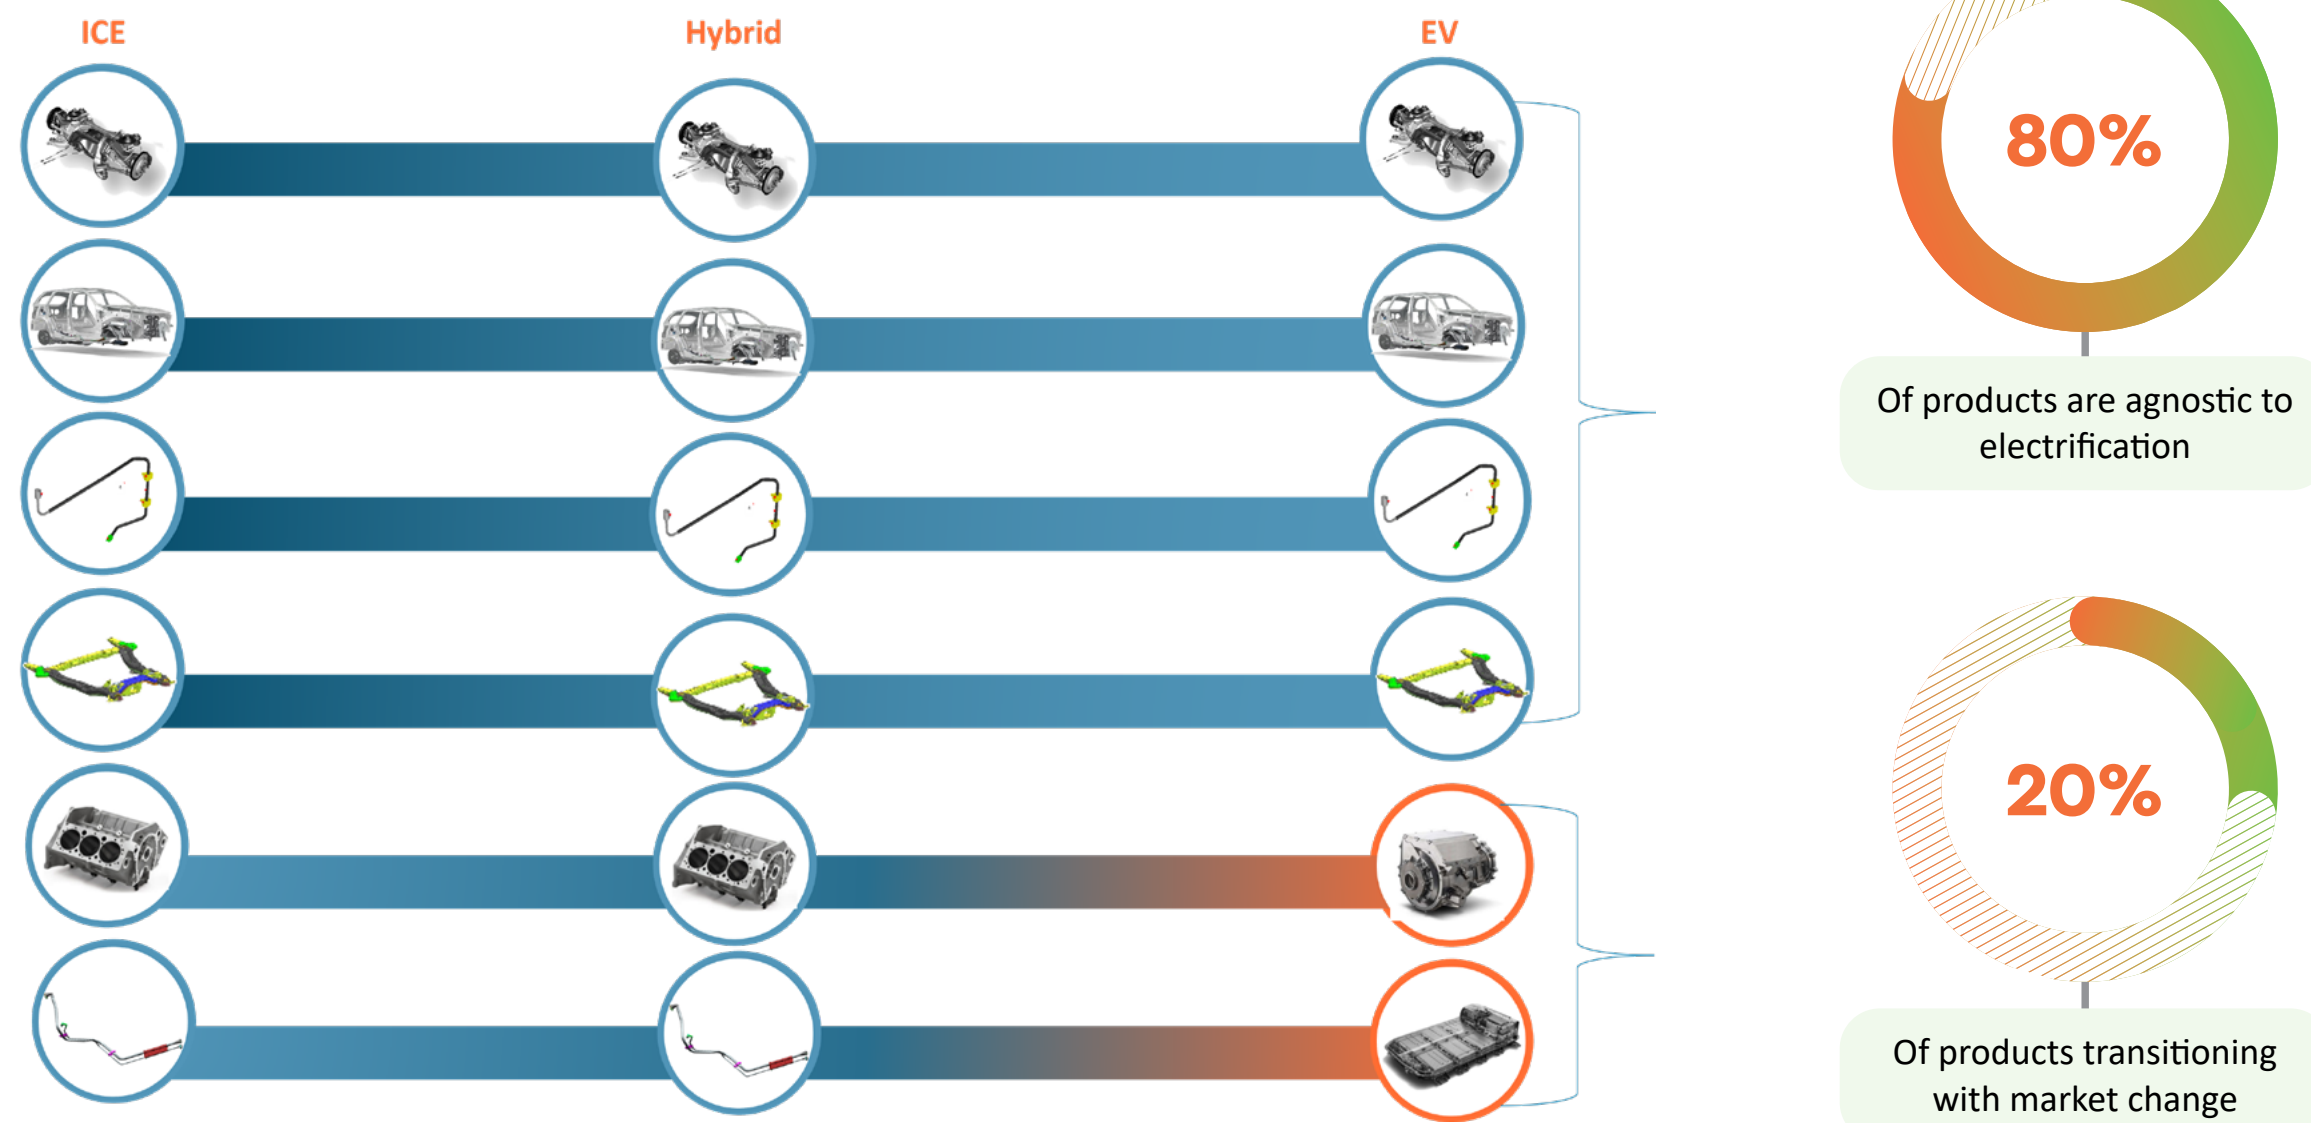 ICE
Hybrid
EV
80%
Of products are agnostic to
electrification
20%
Of products transitioning
with market change